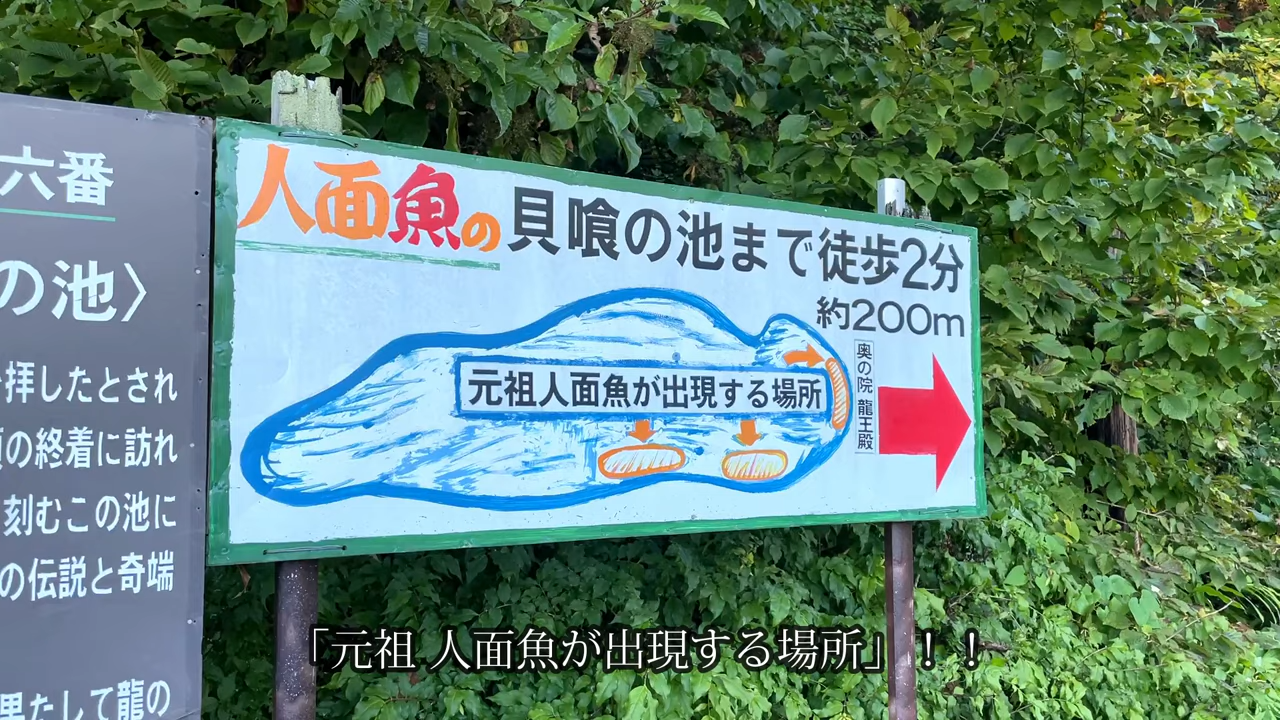 六番
の池〉
拝したとされ
の終着に訪れ
刻むこの池に
の伝説と奇端
果たして龍の
人面魚の貝喰の池まで徒歩2分
約200m
元祖人面魚が出現する場所
奥の院 龍王殿
「元祖 人面魚が出現する場所」！！